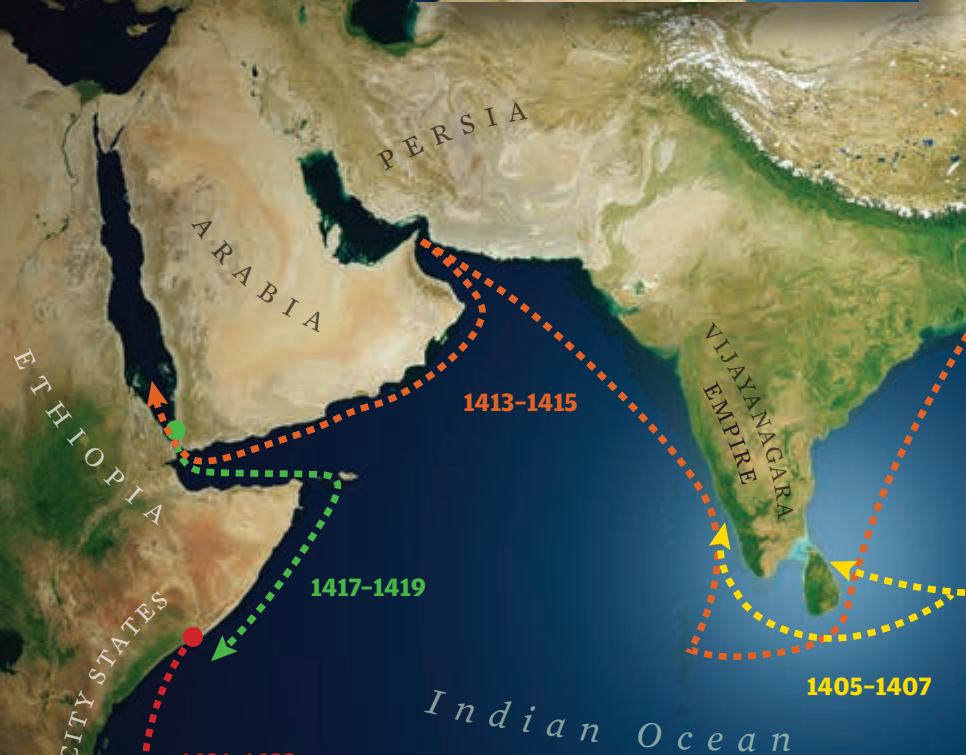 PERSIA
ARABIA
ETHIOPIA
CITY STATES
VIJAYANAGARA
EMPIRE
1413–1415
1417–1419
1405–1407
Indian Ocean